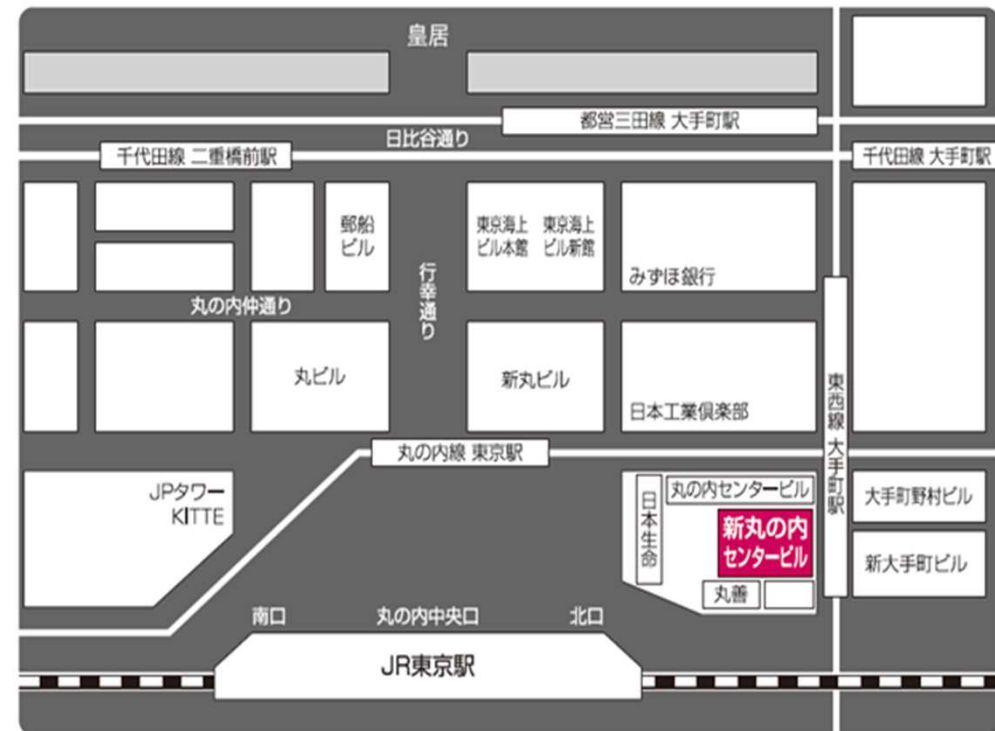 皇居
都営三田線 大手町駅
日比谷通り
千代田線 二重橋前駅
千代田線 大手町駅
郵船
ビル
東京海上
ビル本館
東京海上
ビル新館
みずほ銀行
行幸通り
丸の内仲通り
丸ビル
新丸ビル
日本工業倶楽部
東西線 大手町駅
丸の内線 東京駅
JPタワー
KITTE
日本生命
丸の内センタービル
新丸の内
センタービル
丸善
大手町野村ビル
新大手町ビル
南口
丸の内中央口
北口
JR東京駅